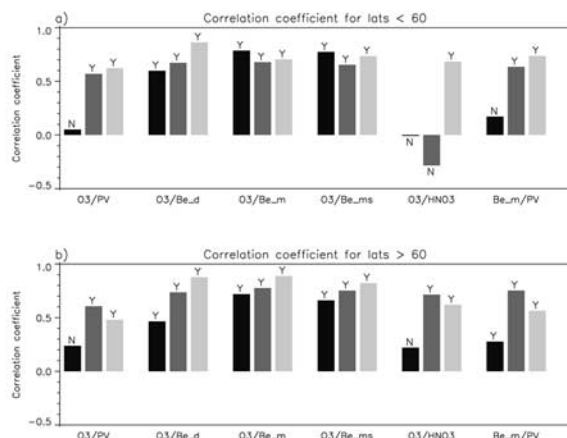 a) Correlation coefficient for lats < 60
Correlation coefficient
1.0
0.5
0.0
−0.5
N Y Y Y Y Y Y Y Y Y Y Y N N Y Y Y Y
O3/PV O3/Be_d O3/Be_m O3/Be_ms O3/HNO3 Be_m/PV
b) Correlation coefficient for lats > 60
Correlation coefficient
1.0
0.5
0.0
−0.5
N Y Y Y Y Y Y Y Y Y Y Y N Y Y Y Y Y
O3/PV O3/Be_d O3/Be_m O3/Be_ms O3/HNO3 Be_m/PV